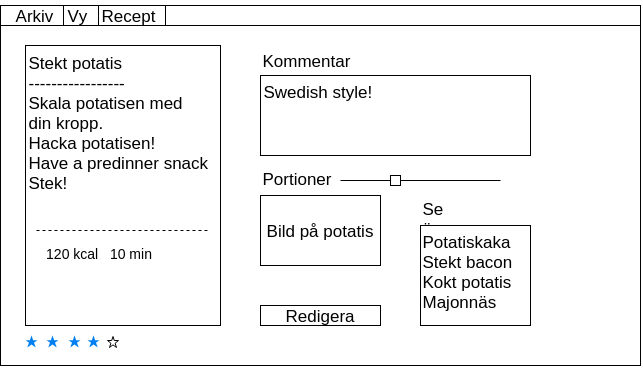 Arkiv Vy Recept
Stekt potatis
-----------------
Skala potatisen med
din kropp.
Hacka potatisen!
Have a predinner snack
Stek!
120 kcal 10 min
Kommentar
Swedish style!
Portioner
Bild på potatis
Se
Potatiskaka
Stekt bacon
Kokt potatis
Majonnäs
Redigera